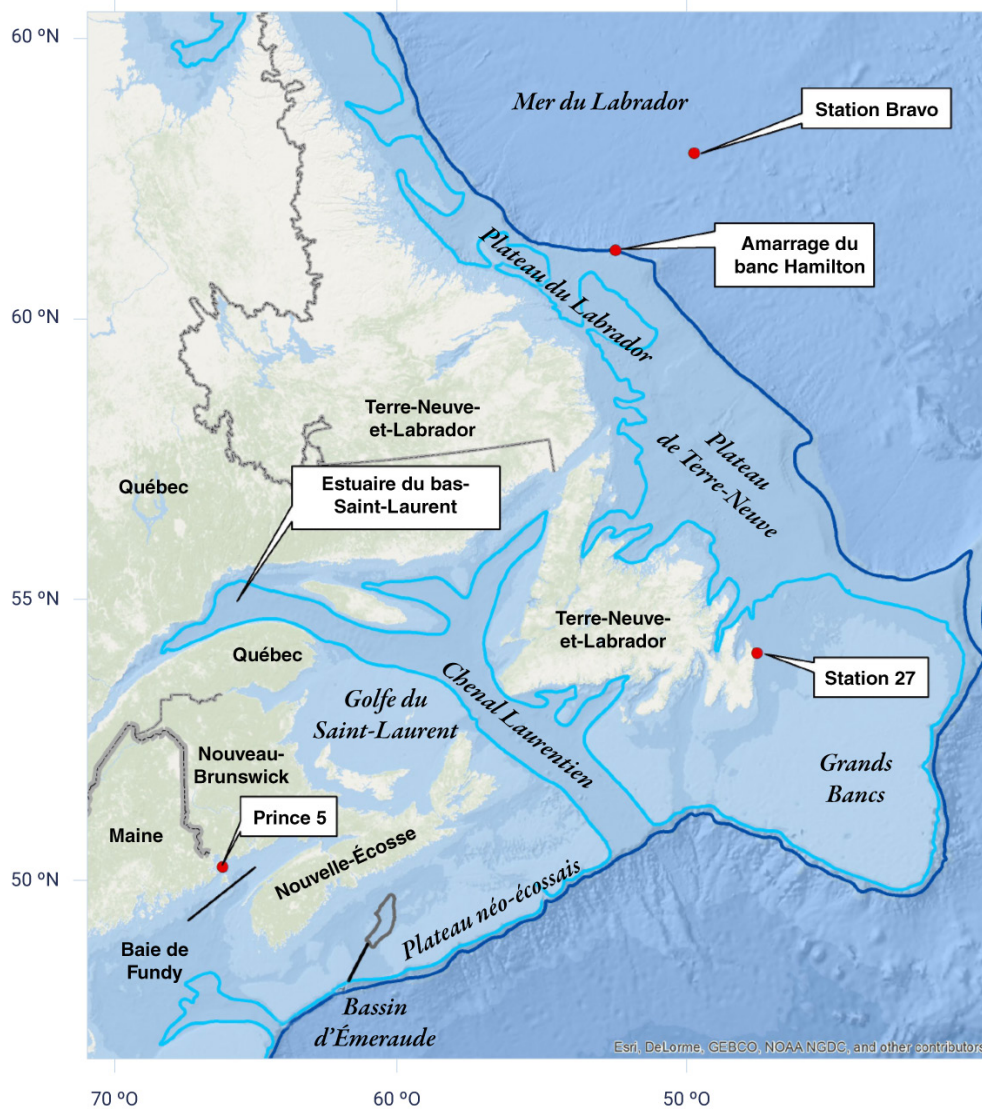 60 ºN
Mer du Labrador
Station Bravo
Amarrage du
banc Hamilton
Plateau du Labrador
60 ºN
Terre-Neuve-
et-Labrador
Plateau
de Terre-Neuve
Québec
Estuaire du bas-
Saint-Laurent
55 ºN
Terre-Neuve-
et-Labrador
Québec
Station 27
Chenal Laurentien
Golfe du
Saint-Laurent
Nouveau-
Brunswick
Grands
Bancs
Prince 5
Maine
Nouvelle-Écosse
50 ºN
Plateau néo-écossais
Baie de
Fundy
Bassin
d'Émeraude
Esri, DeLorme, GEBCO, NOAA NGDC, and other contributors
70 ºO
60 ºO
50 ºO